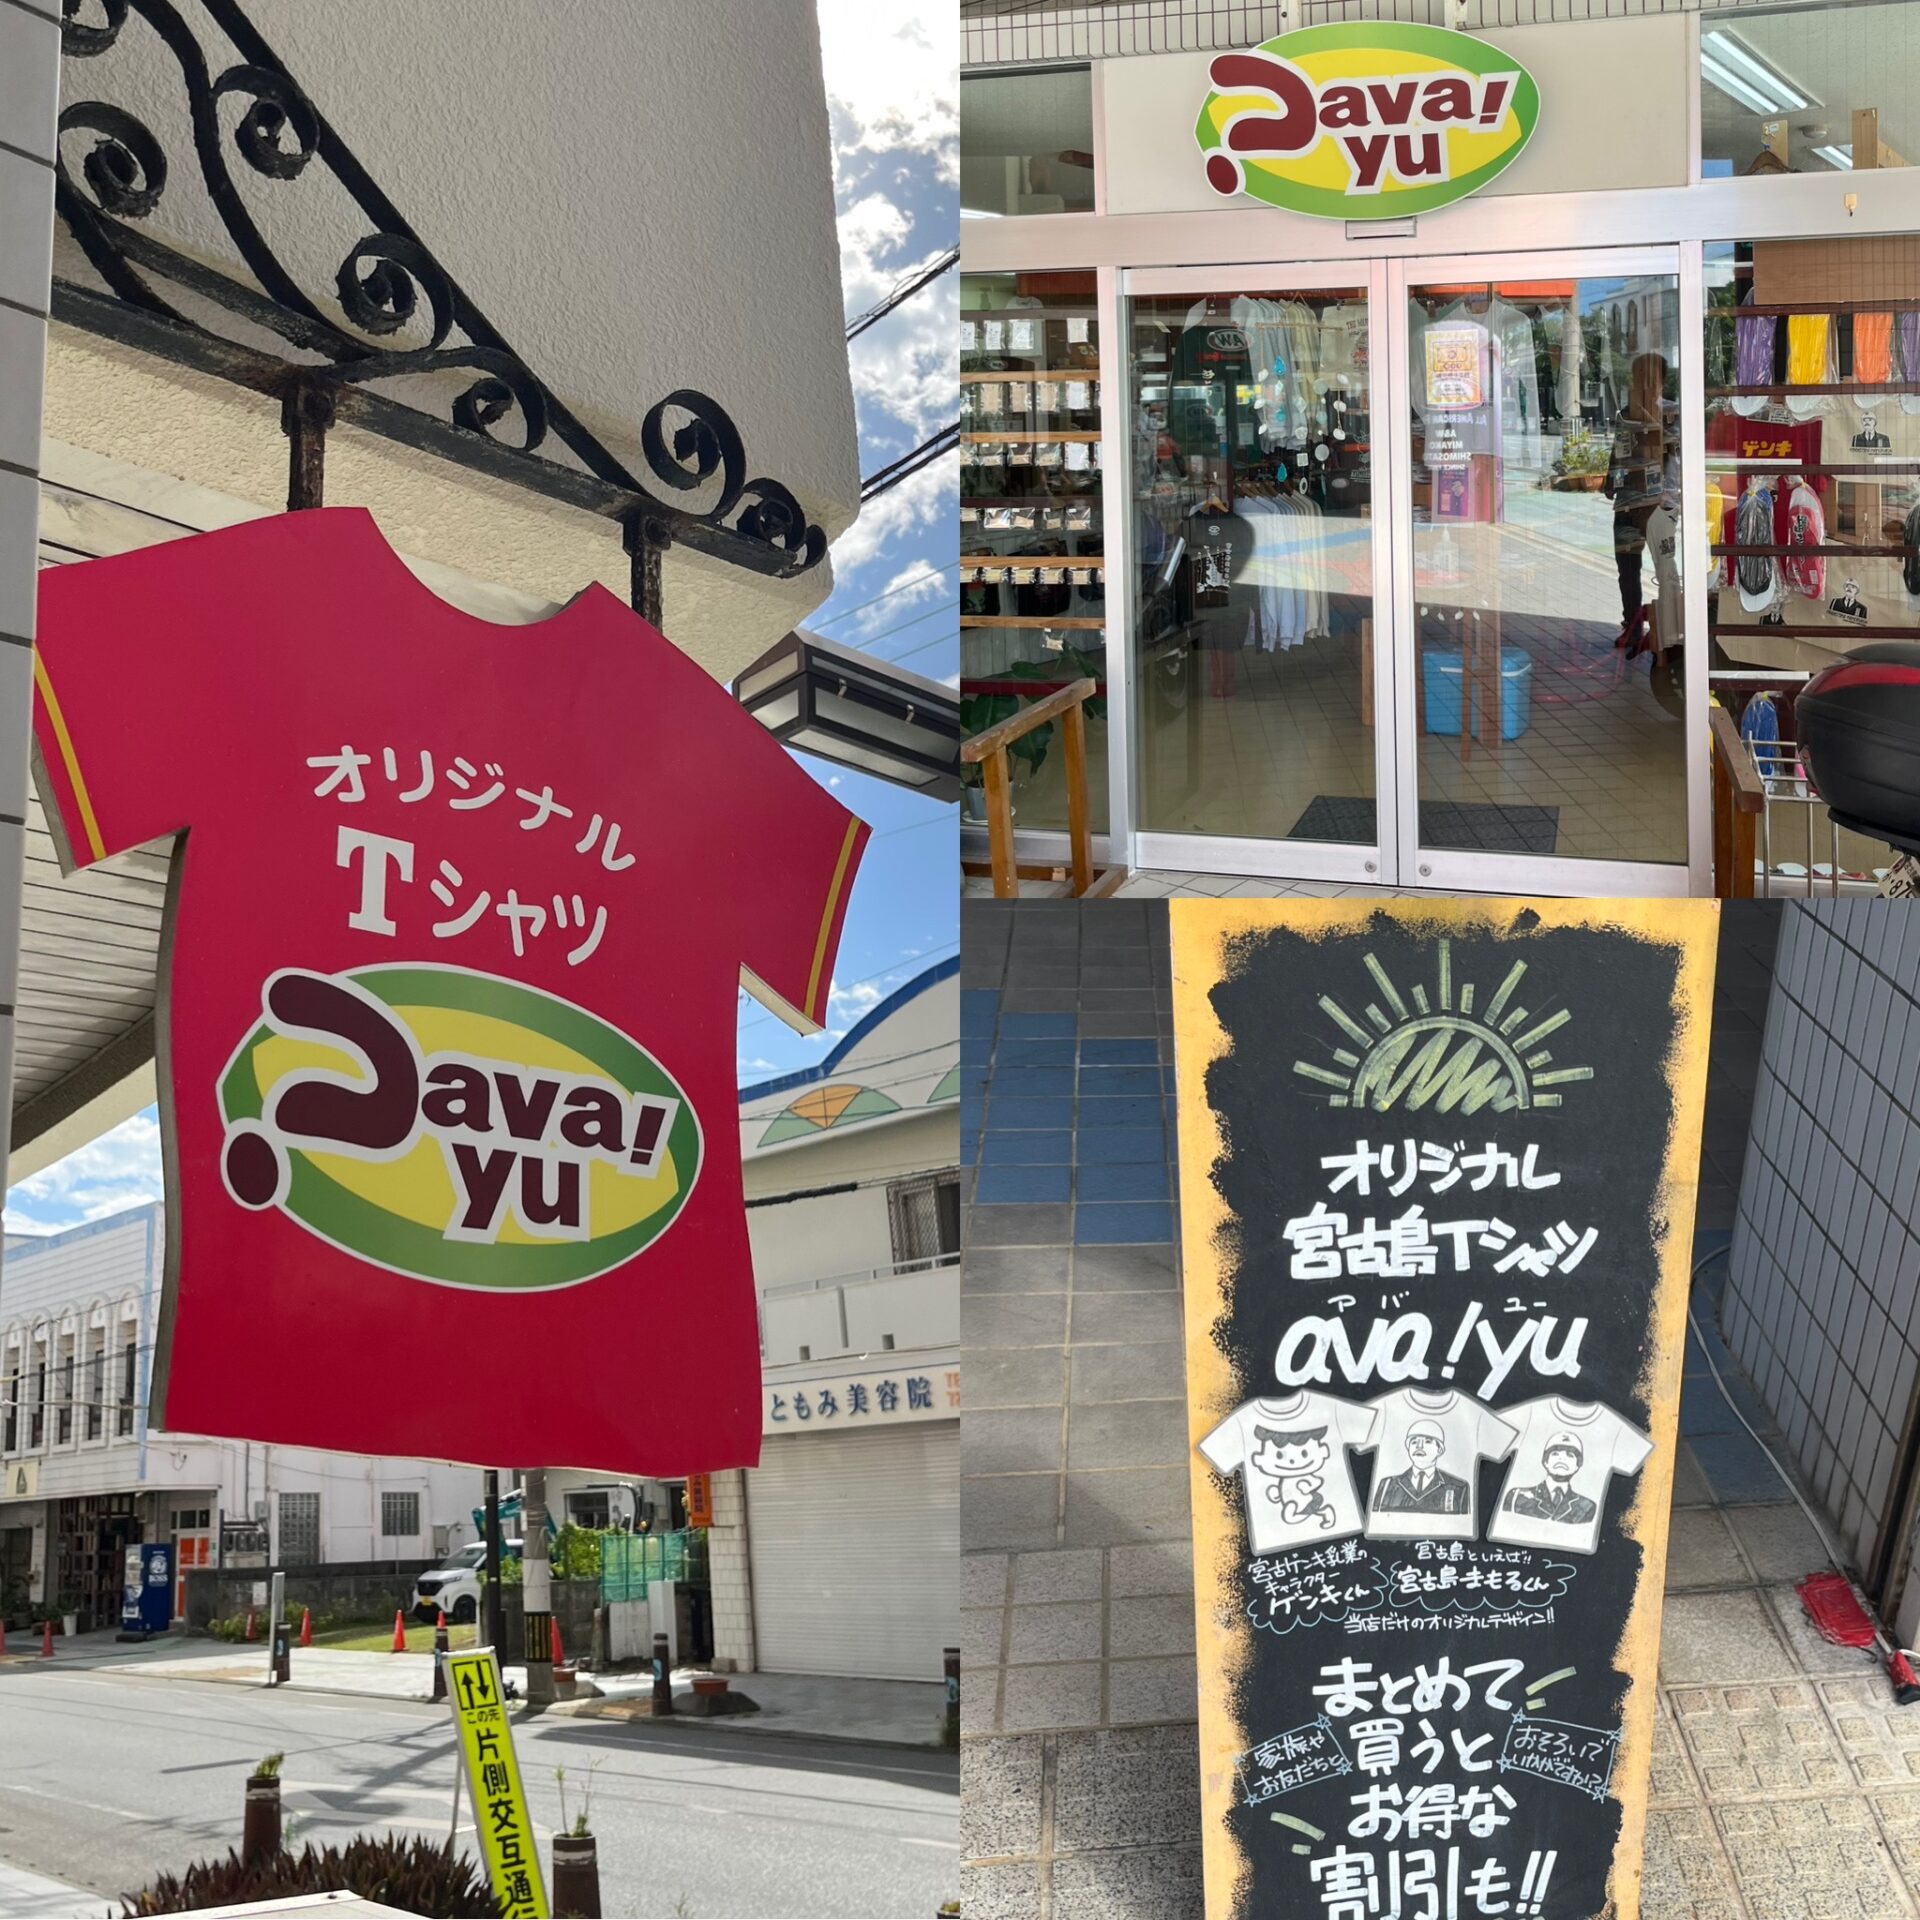 オリジナル
Tシャツ
ava!
yu
ともみ美容院
BOSS
この先
片側交互通行
ava!
yu
A&W
ALL AMERICAN
A&W
MIYAKO
SHIMOSATO
ゲンキ
オリジナル
宮古島Tシャツ
アバユー
ava!yu
宮古ゲンキ乳業の
キャラクター
ゲンキくん
宮古島といえば!!
宮古島まもるくん
当店だけのオリジナルデザイン!!
まとめて
買うと
家族や
お友だちと
おそろいで
いかがですか!?
お得な
割引も!!